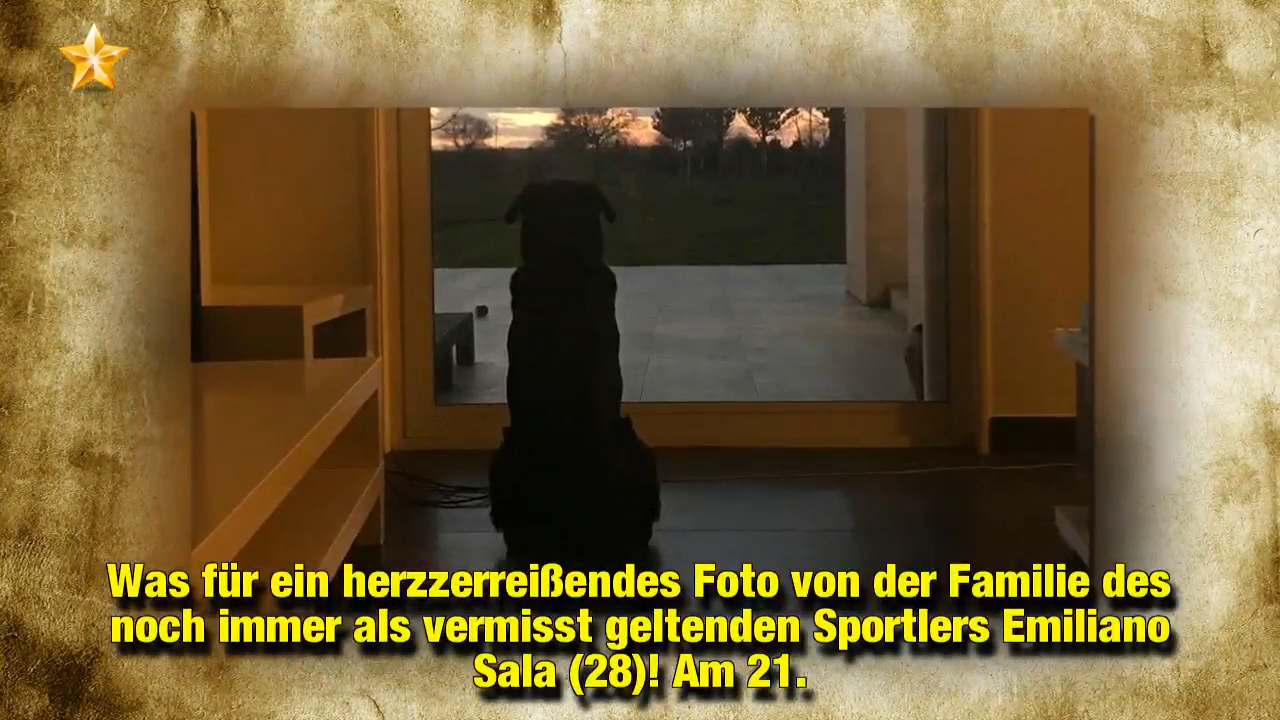 Was für ein herzzerreißendes Foto von der Familie des
noch immer als vermisst geltenden Sportlers Emiliano
Sala (28)! Am 21.